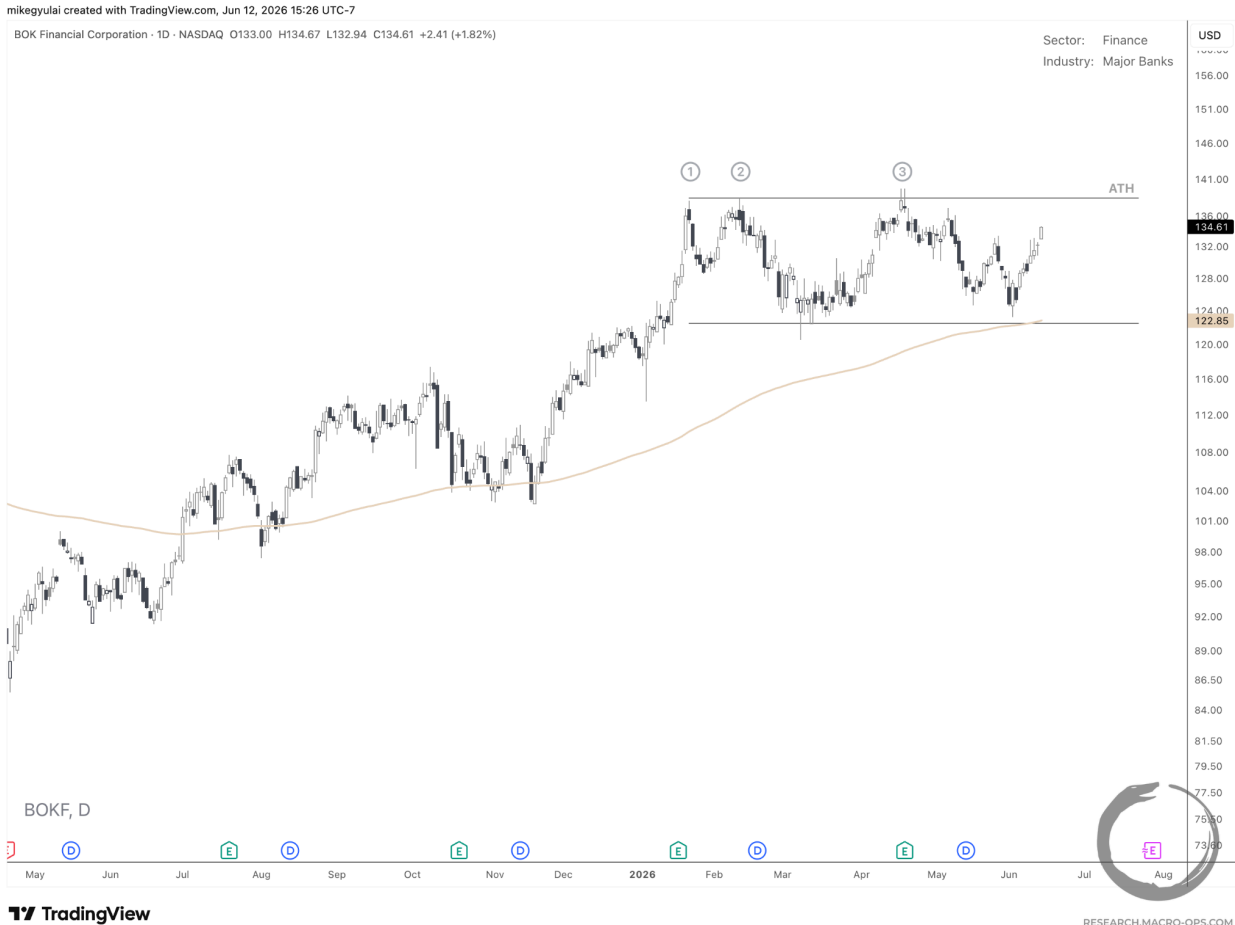 mikegyulai created with TradingView.com, Jun 12, 2026 15:26 UTC-7
BOK Financial Corporation · 1D · NASDAQ O133.00 H134.67 L132.94 C134.61 +2.41 (+1.82%)
USD
Sector: Finance
Industry: Major Banks
156.00
151.00
146.00
141.00
136.00
134.61
132.00
128.00
124.00
122.85
120.00
116.00
112.00
108.00
104.00
101.00
98.00
95.00
92.00
89.00
86.50
84.00
81.50
79.50
77.50
75.50
73.60
1 2 3
ATH
BOKF, D
E D E D E D E D E D E
May Jun Jul Aug Sep Oct Nov Dec 2026 Feb Mar Apr May Jun Jul Aug
TradingView
RESEARCH.MACRO-OPS.COM